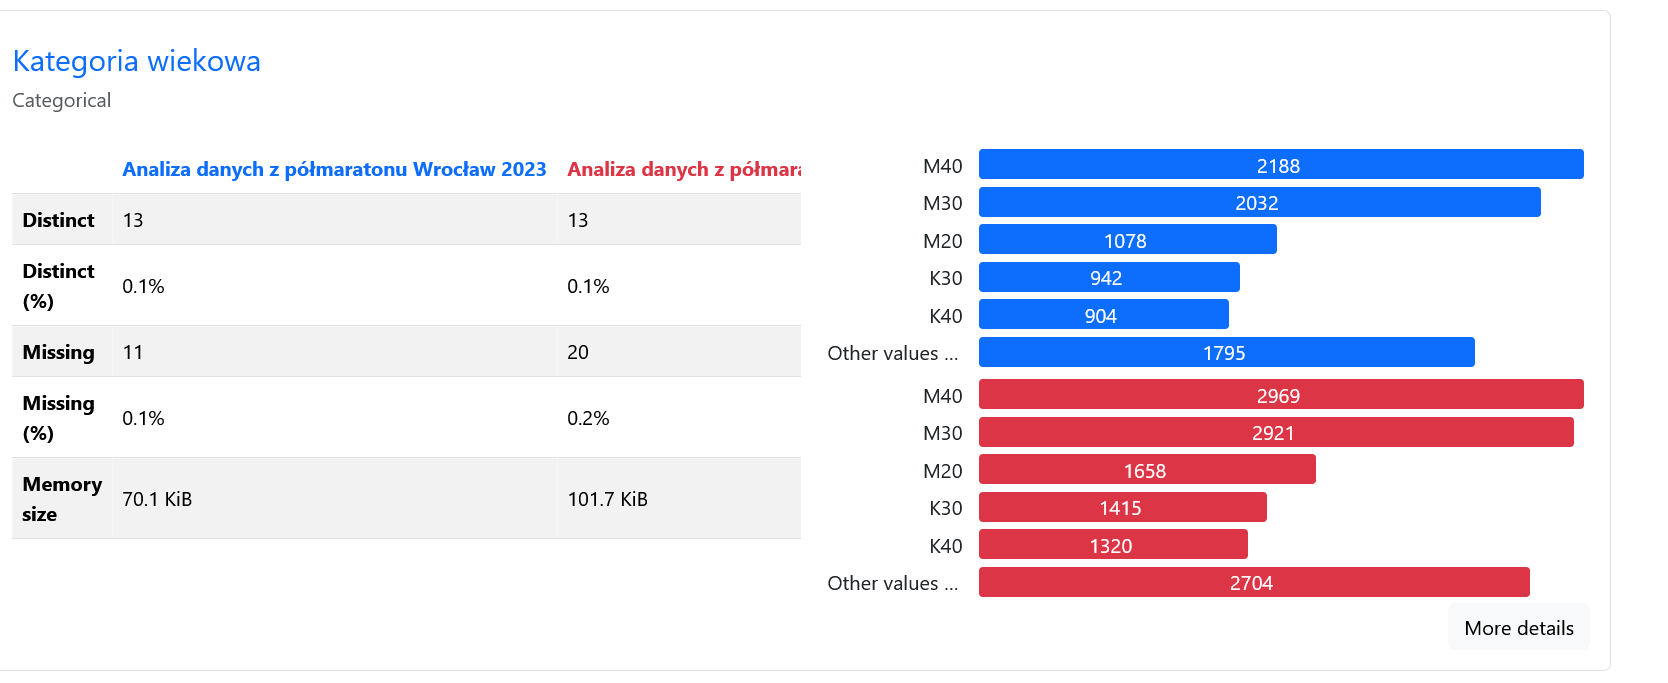 Kategoria wiekowa
Categorical
Analiza danych z półmaratonu Wrocław 2023 Analiza danych z półmara
Distinct 13 13
Distinct
(%) 0.1% 0.1%
Missing 11 20
Missing
(%) 0.1% 0.2%
Memory
size 70.1 KiB 101.7 KiB
M40 2188
M30 2032
M20 1078
K30 942
K40 904
Other values ... 1795
M40 2969
M30 2921
M20 1658
K30 1415
K40 1320
Other values ... 2704
More details